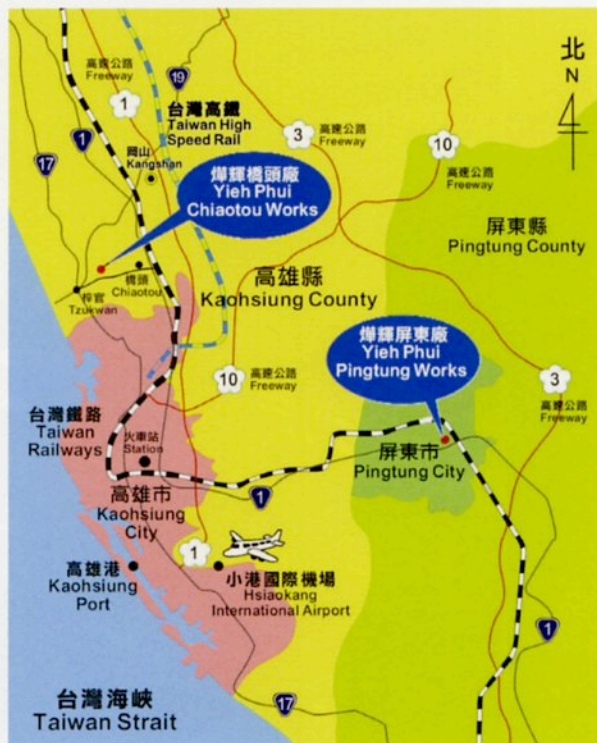 北
N
高速公路
Freeway
1
19
台灣高鐵
Taiwan High
Speed Rail
3
高速公路
Freeway
10
高速公路
Freeway
17
1
岡山
Kangshan
燁輝橋頭廠
Yieh Phui
Chiaotou Works
屏東縣
Pingtung County
橋頭
Chiaotou
梓官
Tzukwan
高雄縣
Kaohsiung County
燁輝屏東廠
Yieh Phui
Pingtung Works
10
高速公路
Freeway
3
高速公路
Freeway
台灣鐵路
Taiwan
Railways
火車站
Station
屏東市
Pingtung City
高雄市
Kaohsiung
City
1
1
高雄港
Kaohsiung
Port
小港國際機場
Hsiaokang
International Airport
1
17
台灣海峽
Taiwan Strait